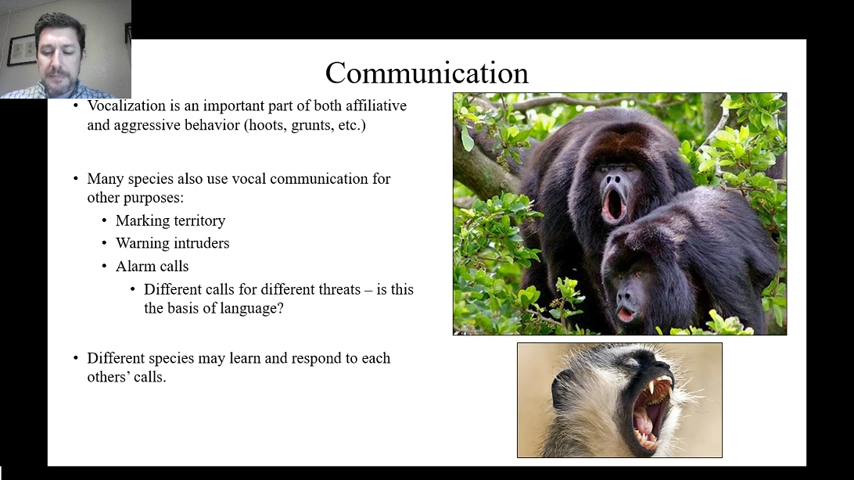 Communication
• Vocalization is an important part of both affiliative
and aggressive behavior (hoots, grunts, etc.)
• Many species also use vocal communication for
other purposes:
• Marking territory
• Warning intruders
• Alarm calls
• Different calls for different threats – is this
the basis of language?
• Different species may learn and respond to each
others’ calls.